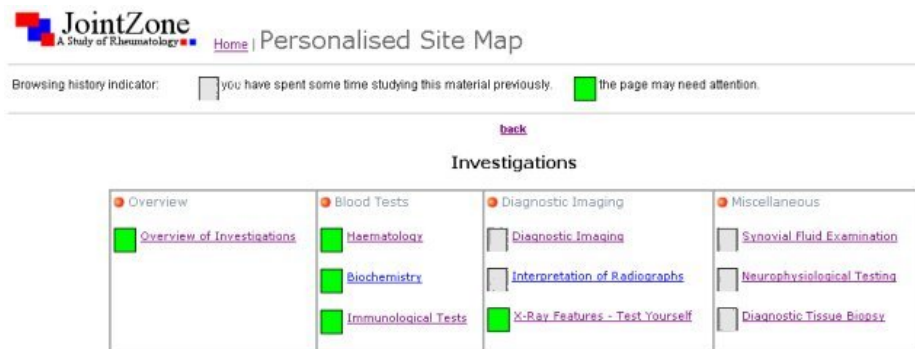 JointZone
A Study of Rheumatology
Home | Personalised Site Map
Browsing history indicator: you have spent some time studying this material previously. the page may need attention.
back
Investigations
Overview Blood Tests Diagnostic Imaging Miscellaneous
Overview of Investigations Haematology Diagnostic Imaging Synovial Fluid Examination
Biochemistry Interpretation of Radiographs Neurophysiological Testing
Immunological Tests X-Ray Features - Test Yourself Diagnostic Tissue Biopsy